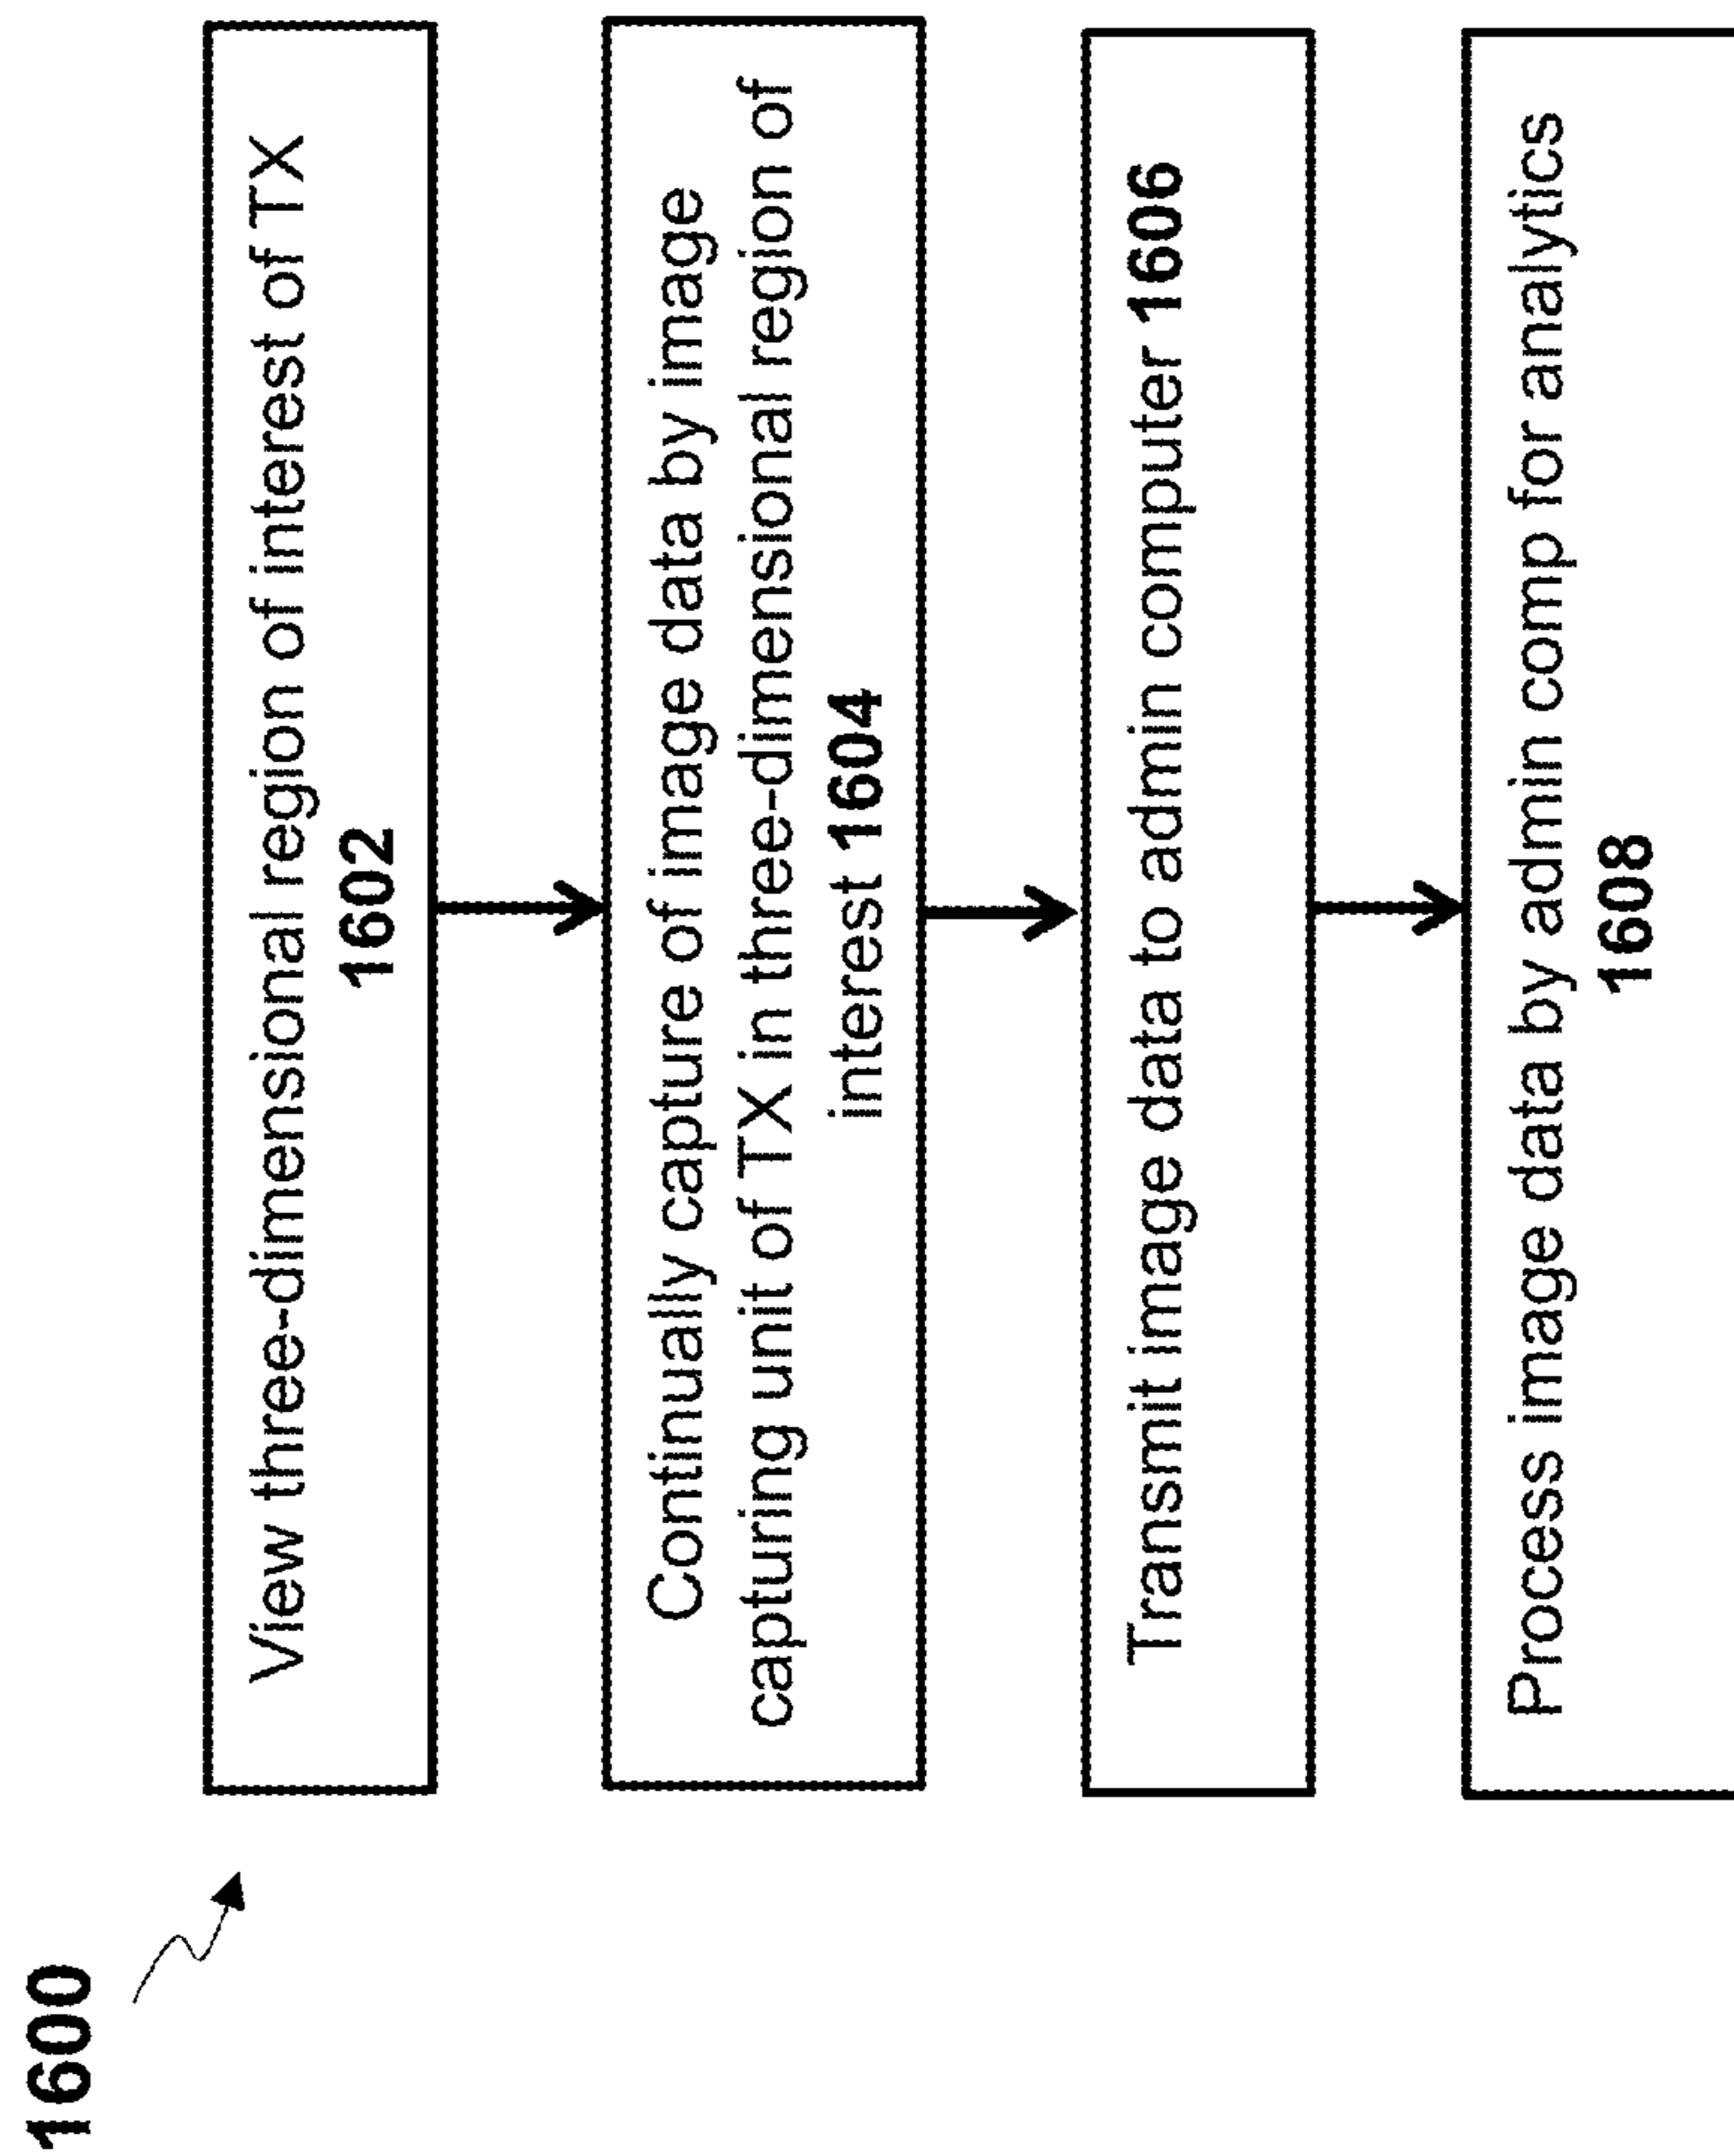 1600
View three-dimensional region of interest of TX
1602
Continually capture of image data by image
capturing unit of TX in three-dimensional region of
interest 1604
Transmit image data to admin computer 1606
Process image data by admin comp for analytics
1608